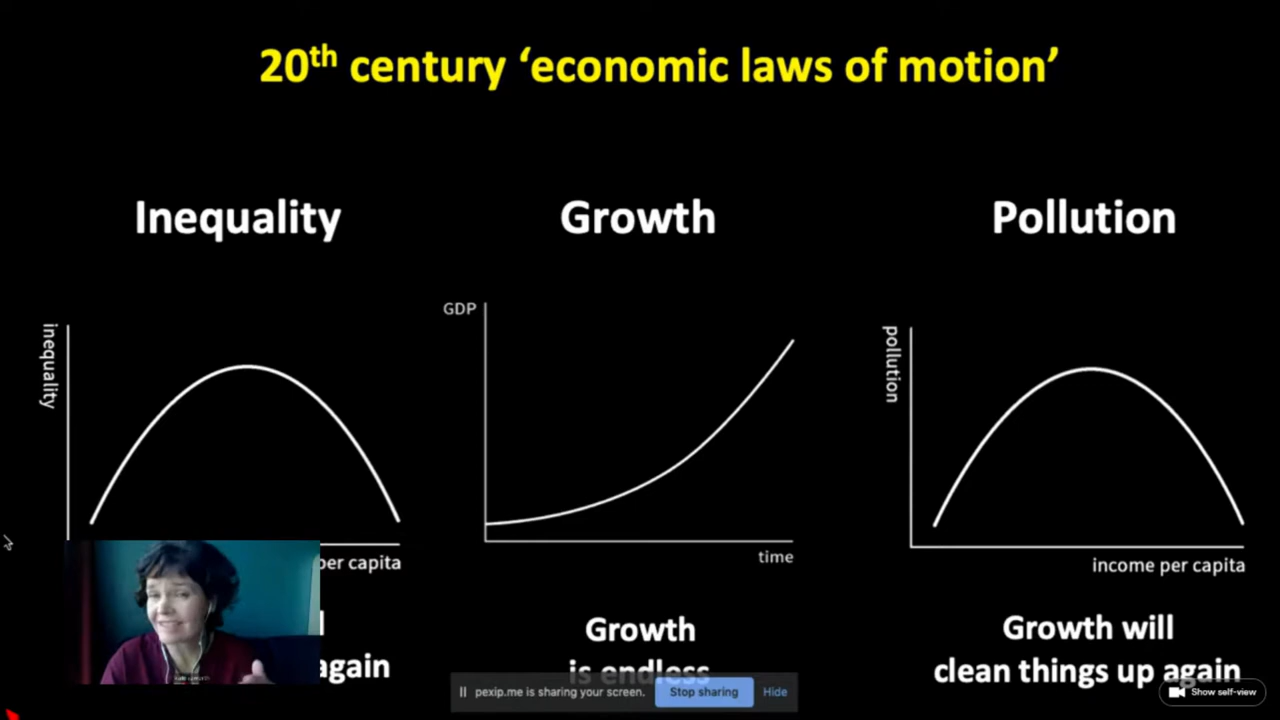 20th century ‘economic laws of motion’
Inequality
Growth
Pollution
inequality
per capita
again
GDP
time
Growth
is endless
pollution
income per capita
Growth will
clean things up again
pexip.me is sharing your screen.
Stop sharing
Hide
Show self-view